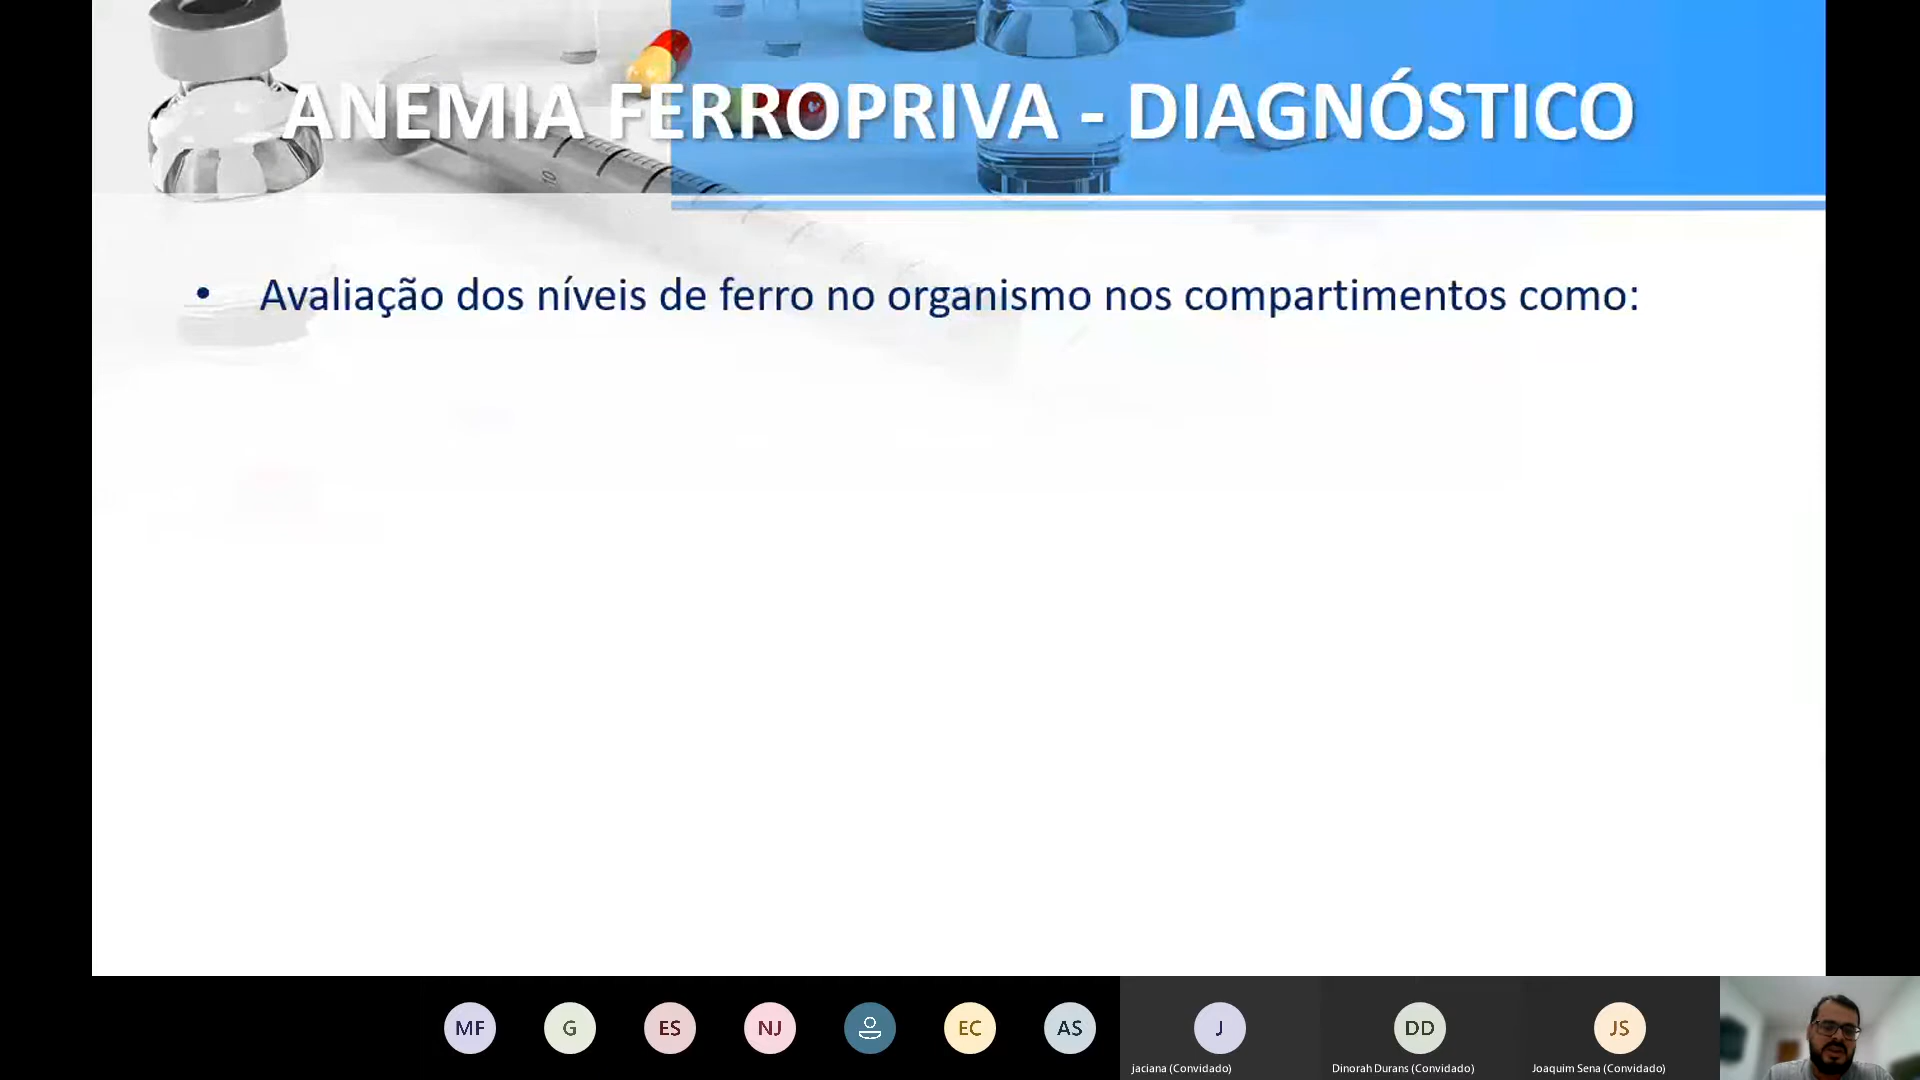 ANEMIA FERROPRIVA - DIAGNÓSTICO
10
• Avaliação dos níveis de ferro no organismo nos compartimentos como:
MF
G
ES
NJ
EC
AS
J
DD
JS
jaciana (Convidado)
Dinorah Durans (Convidado)
Joaquim Sena (Convidado)